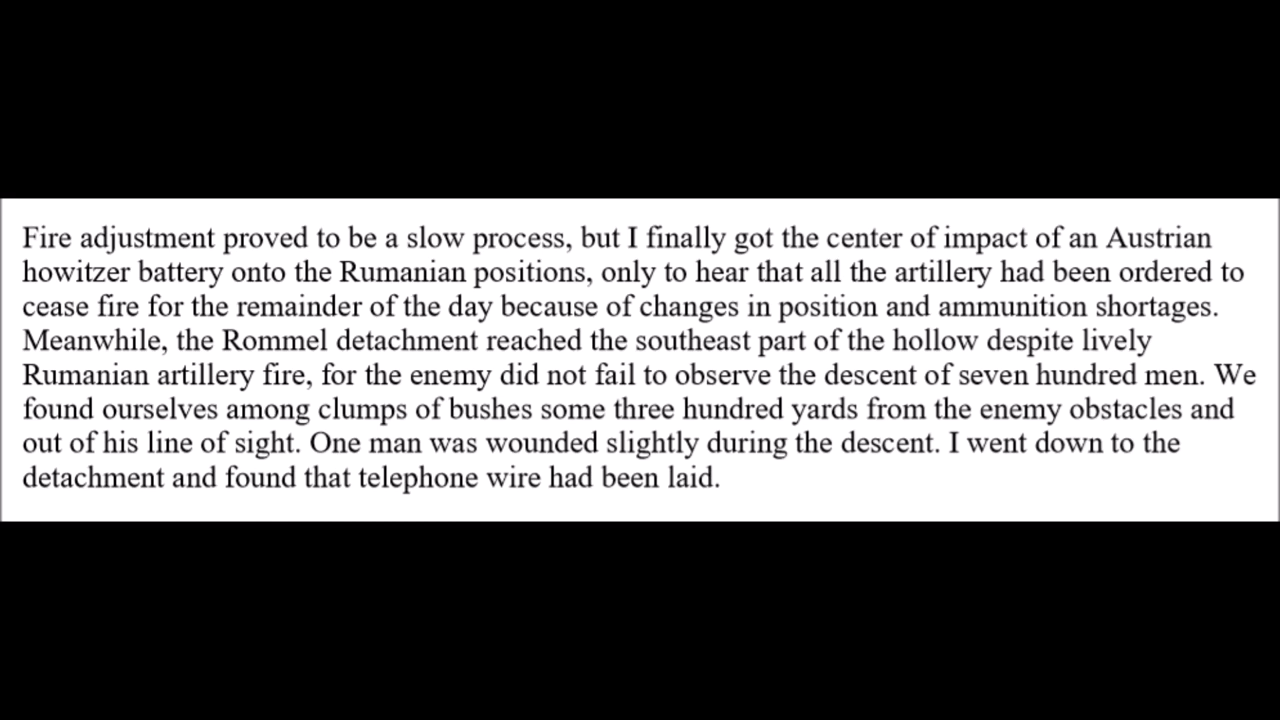 Fire adjustment proved to be a slow process, but I finally got the center of impact of an Austrian
howitzer battery onto the Rumanian positions, only to hear that all the artillery had been ordered to
cease fire for the remainder of the day because of changes in position and ammunition shortages.
Meanwhile, the Rommel detachment reached the southeast part of the hollow despite lively
Rumanian artillery fire, for the enemy did not fail to observe the descent of seven hundred men. We
found ourselves among clumps of bushes some three hundred yards from the enemy obstacles and
out of his line of sight. One man was wounded slightly during the descent. I went down to the
detachment and found that telephone wire had been laid.